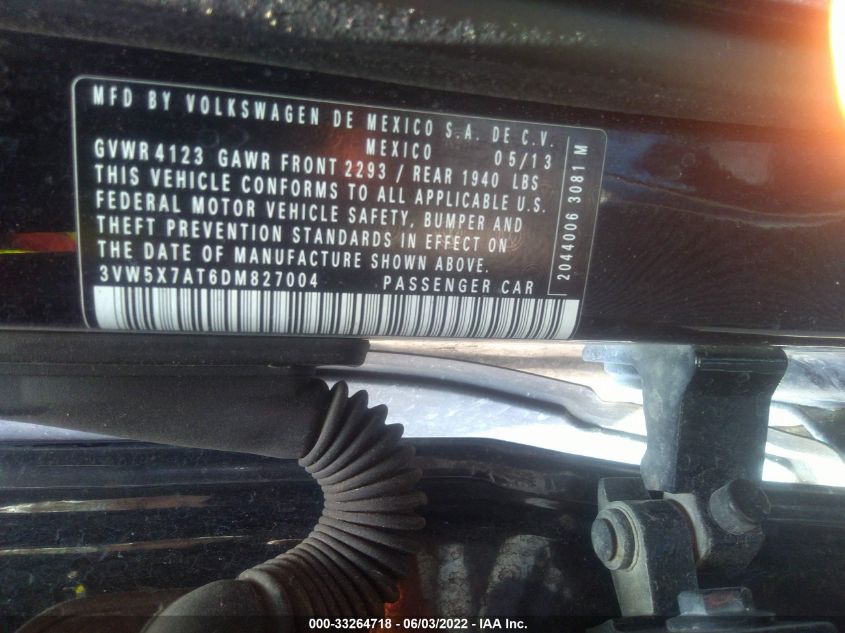 MFD BY VOLKSWAGEN DE MEXICO S.A. DE C.V.
MEXICO 05/13
GVWR 4123 GAWR FRONT 2293 / REAR 1940 LBS
THIS VEHICLE CONFORMS TO ALL APPLICABLE U.S.
FEDERAL MOTOR VEHICLE SAFETY, BUMPER AND
THEFT PREVENTION STANDARDS IN EFFECT ON
THE DATE OF MANUFACTURE SHOWN ABOVE.
3VW5X7AT6DM827004 PASSENGER CAR
2044006 3081 M
000-33264718 - 06/03/2022 - IAA Inc.